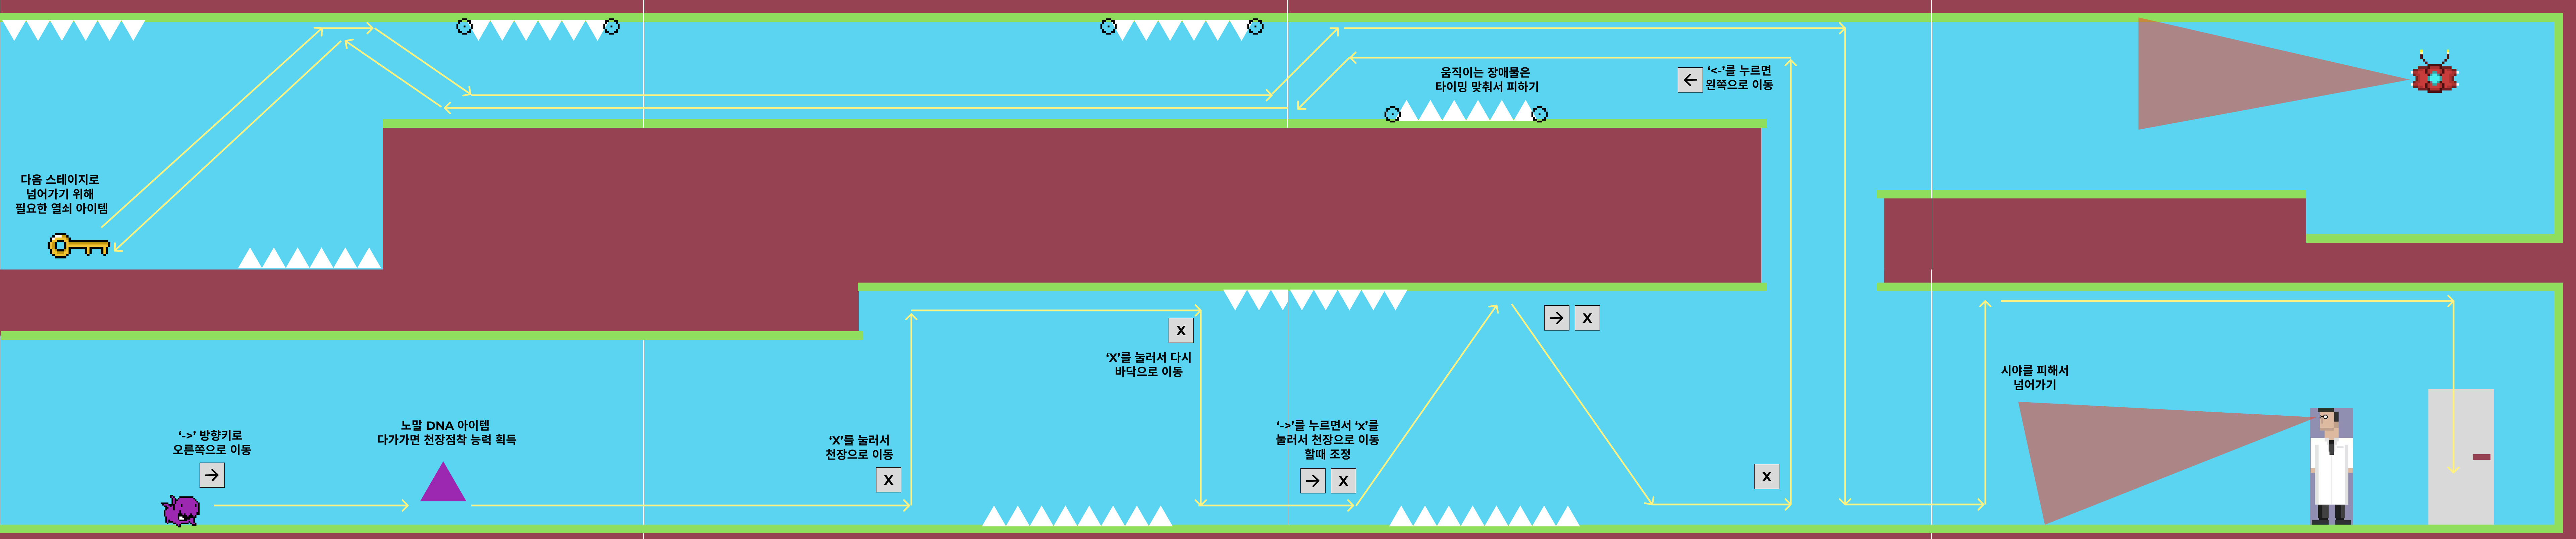 움직이는 장애물은
타이밍 맞춰서 피하기
‘<-’를 누르면
왼쪽으로 이동
다음 스테이지로
넘어가기 위해
필요한 열쇠 아이템
X
‘X’를 눌러서 다시
바닥으로 이동
X
시야를 피해서
넘어가기
‘->’ 방향키로
오른쪽으로 이동
노말 DNA 아이템
다가가면 천장점착 능력 획득
‘X’를 눌러서
천장으로 이동
X
‘->’를 누르면서 ‘x’를
눌러서 천장으로 이동
할때 조정
X
X